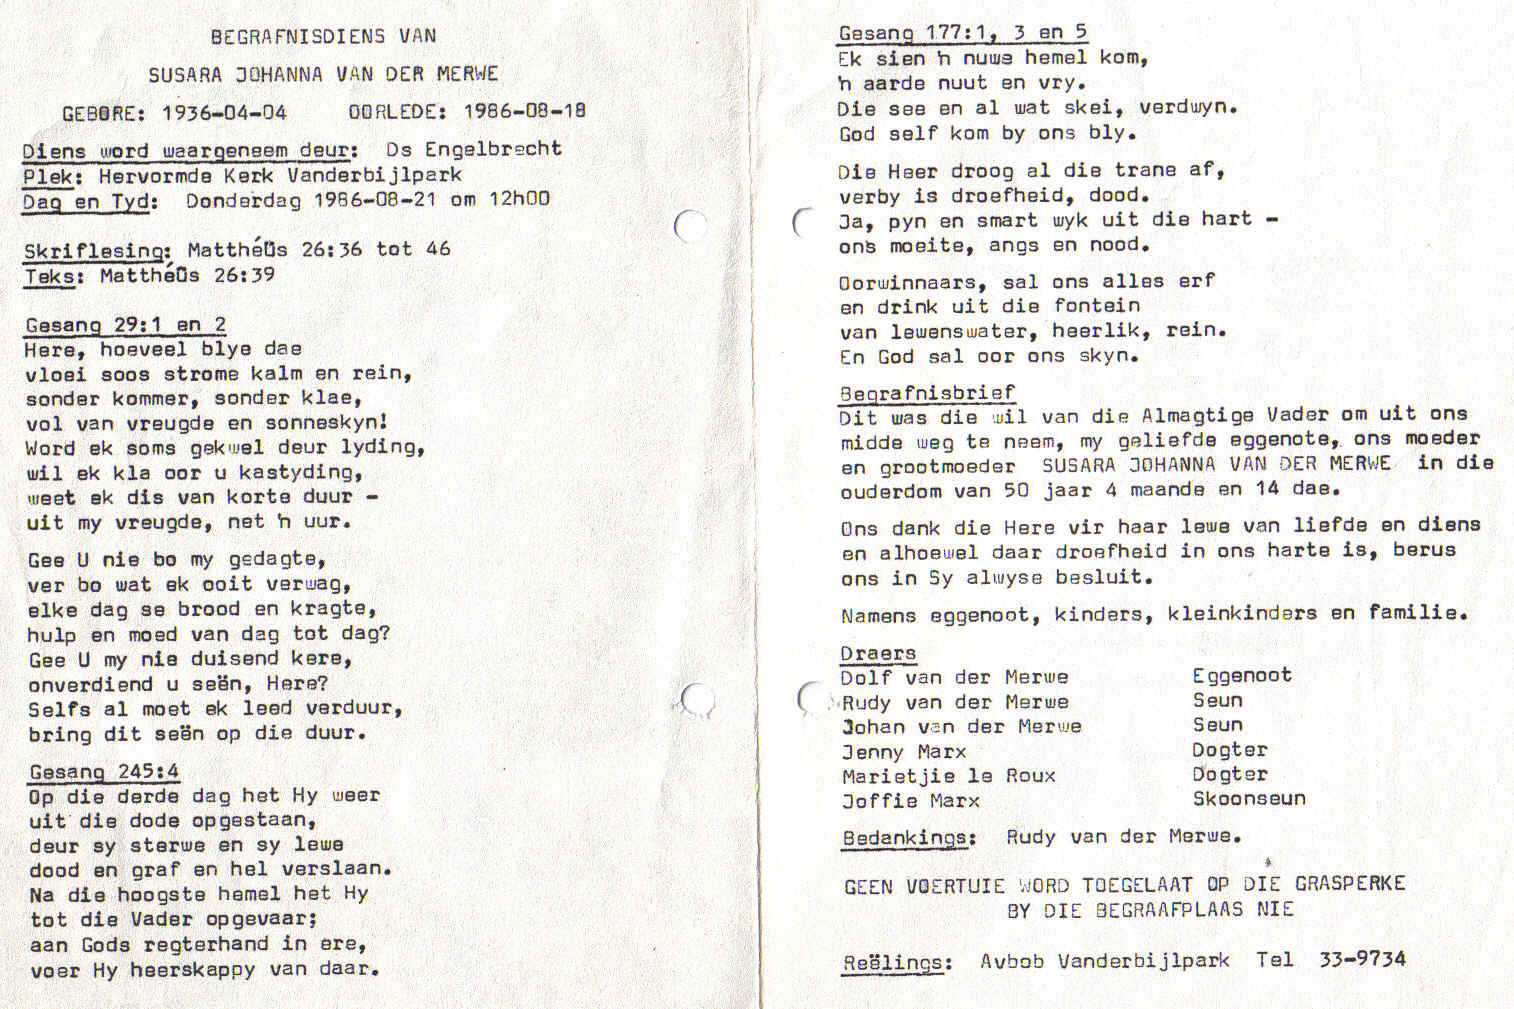 BEGRAFNISDIENS VAN
SUSARA JOHANNA VAN DER MERWE
GEBORE: 1936-04-04 OORLEDE: 1986-08-18
Diens word waargeneem deur: Ds Engelbrecht
Plek: Hervormde Kerk Vanderbijlpark
Dag en Tyd: Donderdag 1986-08-21 om 12h00
Skriflesing: Matthéüs 26:36 tot 46
Teks: Matthéüs 26:39
Gesang 29:1 en 2
Here, hoeveel blye dae
vloei soos strome kalm en rein,
sonder kommer, sonder klae,
vol van vreugde en sonneskyn!
Word ek soms gekwel deur lyding,
wil ek kla oor u kastyding,
weet ek dis van korte duur -
uit my vreugde, net 'n uur.
Gee U nie bo my gedagte,
ver bo wat ek ooit verwag,
elke dag se brood en kragte,
hulp en moed van dag tot dag?
Gee U my nie duisend kere,
onverdiend u seën, Here?
Selfs al moet ek leed verduur,
bring dit seën op die duur.
Gesang 245:4
Op die derde dag het Hy weer
uit die dode opgestaan,
deur sy sterwe en sy lewe
dood en graf en hel verslaan.
Na die hoogste hemel het Hy
tot die Vader opgevaar;
aan Gods regterhand in ere,
voer Hy heerskappy van daar.
Gesang 177:1, 3 en 5
Ek sien 'n nuwe hemel kom,
'n aarde nuut en vry.
Die see en al wat skei, verdwyn.
God self kom by ons bly.
Die Heer droog al die trane af,
verby is droefheid, dood.
Ja, pyn en smart wyk uit die hart -
ons moeite, angs en nood.
Oorwinnaars, sal ons alles erf
en drink uit die fontein
van lewenswater, heerlik, rein.
En God sal oor ons skyn.
Begrafnisbrief
Dit was die wil van die Almagtige Vader om uit ons
midde weg te neem, my geliefde eggenote, ons moeder
en grootmoeder SUSARA JOHANNA VAN DER MERWE in die
ouderdom van 50 jaar 4 maande en 14 dae.
Ons dank die Here vir haar lewe van liefde en diens
en alhoewel daar droefheid in ons harte is, berus
ons in Sy alwyse besluit.
Namens eggenoot, kinders, kleinkinders en familie.
Draers
Dolf van der Merwe Eggenoot
Rudy van der Merwe Seun
Johan van der Merwe Seun
Jenny Marx Dogter
Marietjie le Roux Dogter
Joffie Marx Skoonseun
Bedankings: Rudy van der Merwe.
GEEN VOERTUIE WORD TOEGELAAT OP DIE GRASPERKE
BY DIE BEGRAAFPLAAS NIE
Reëlings: Avbob Vanderbijlpark Tel 33-9734